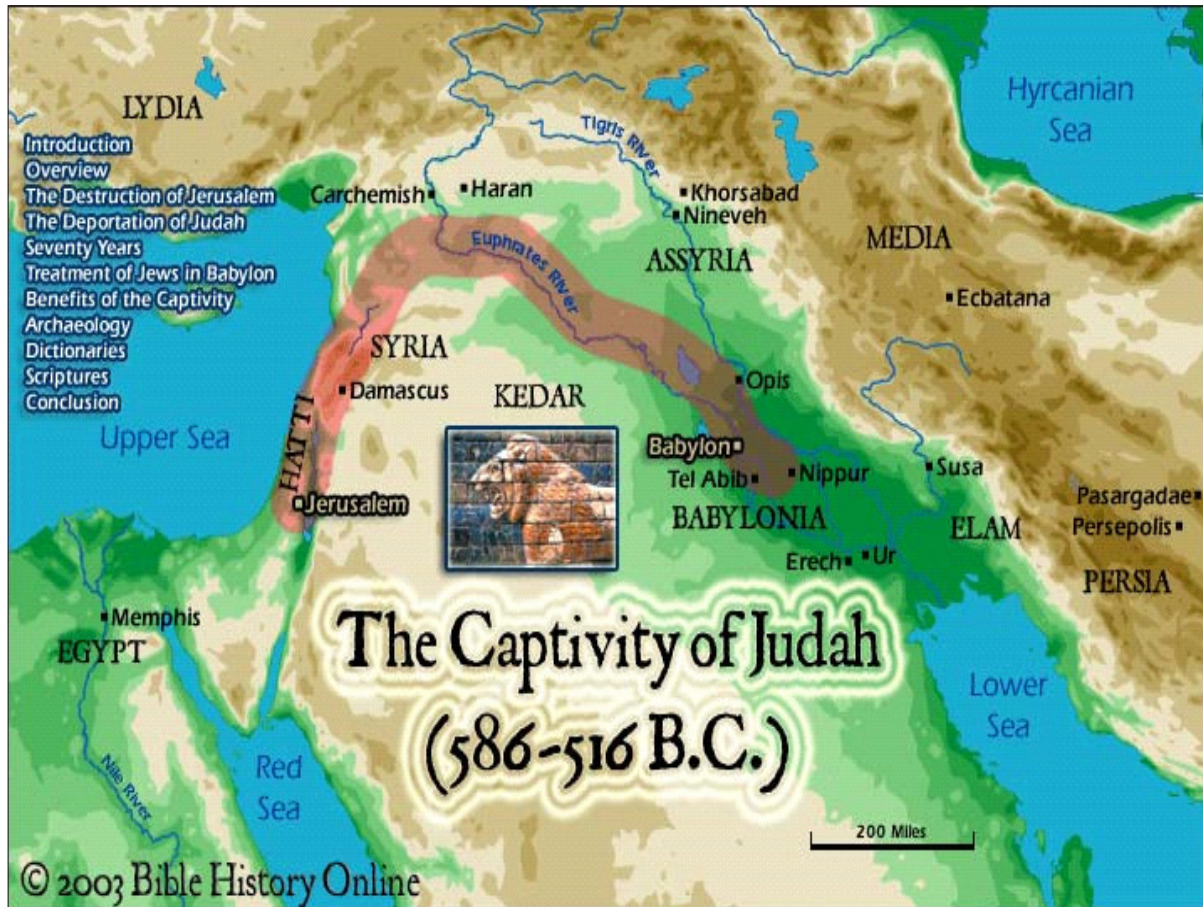 LYDIA
Hyrcanian
Sea
Introduction
Overview
The Destruction of Jerusalem
The Deportation of Judah
Seventy Years
Treatment of Jews in Babylon
Benefits of the Captivity
Archaeology
Dictionaries
Scriptures
Conclusion
Tigris River
Carchemish
Haran
Khorsabad
Nineveh
Euphrates River
ASSYRIA
MEDIA
Ecbatana
SYRIA
Damascus
KEDAR
Opis
Upper Sea
HATTI
Babylon
Jerusalem
Tel Abib
Nippur
Susa
BABYLONIA
ELAM
Pasargadae
Persepolis
Erech
Ur
PERSIA
Memphis
EGYPT
The Captivity of Judah
(586-516 B.C.)
Lower
Sea
Red
Sea
Nile River
200 Miles
© 2003 Bible History Online